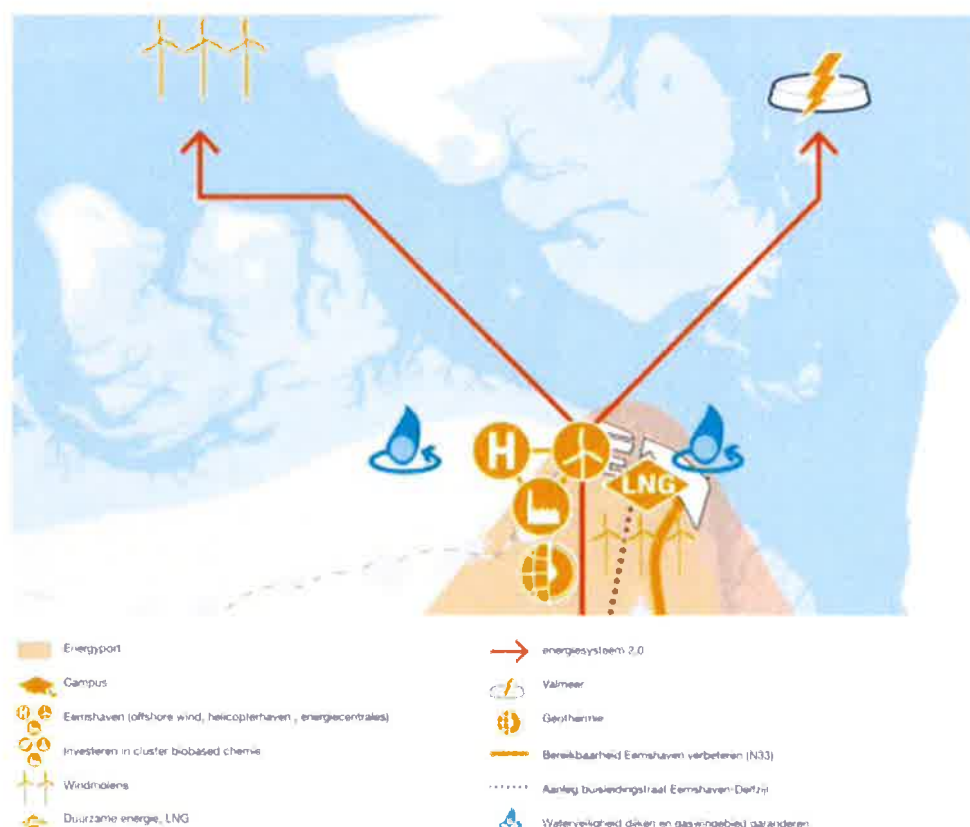 H
LNG
Energyport
Campus
Eemshaven (offshore wind, helicopterhaven , energiecentrales)
Investeren in cluster biobased chemie
Windmolens
Duurzame energie, LNG
energiesysteem 2.0
Valmeer
Geothermie
Bereikbaarheid Eemshaven verbeteren (N33)
Aanleg buisleidingstraat Eemshaven-Delfzijl
Waterveiligheid dijken en gaswingebied garanderen